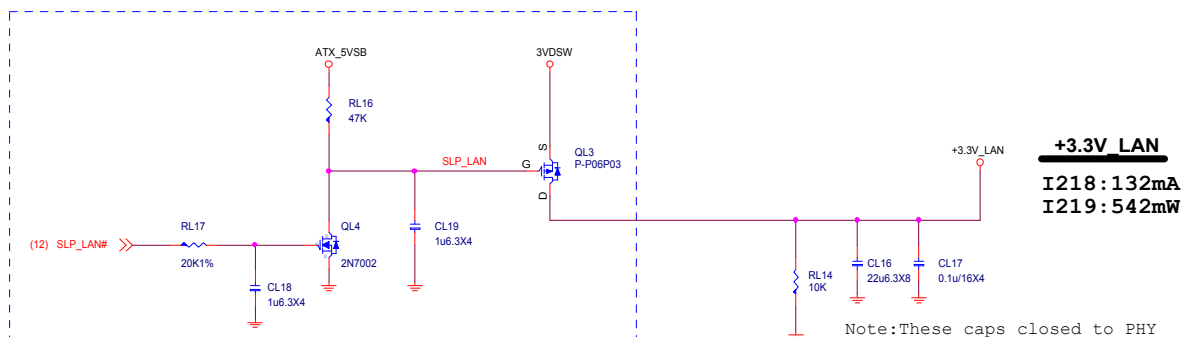 ATX_5VSB
3VDSW
RL16
47K
SLP_LAN
G
S
D
QL3
P-P06P03
+3.3V_LAN
+3.3V_LAN
I218:132mA
I219:542mW
(12) SLP_LAN#
RL17
20K1%
QL4
2N7002
CL19
1u6.3X4
CL18
1u6.3X4
RL14
10K
CL16
22u6.3X8
CL17
0.1u/16X4
Note:These caps closed to PHY